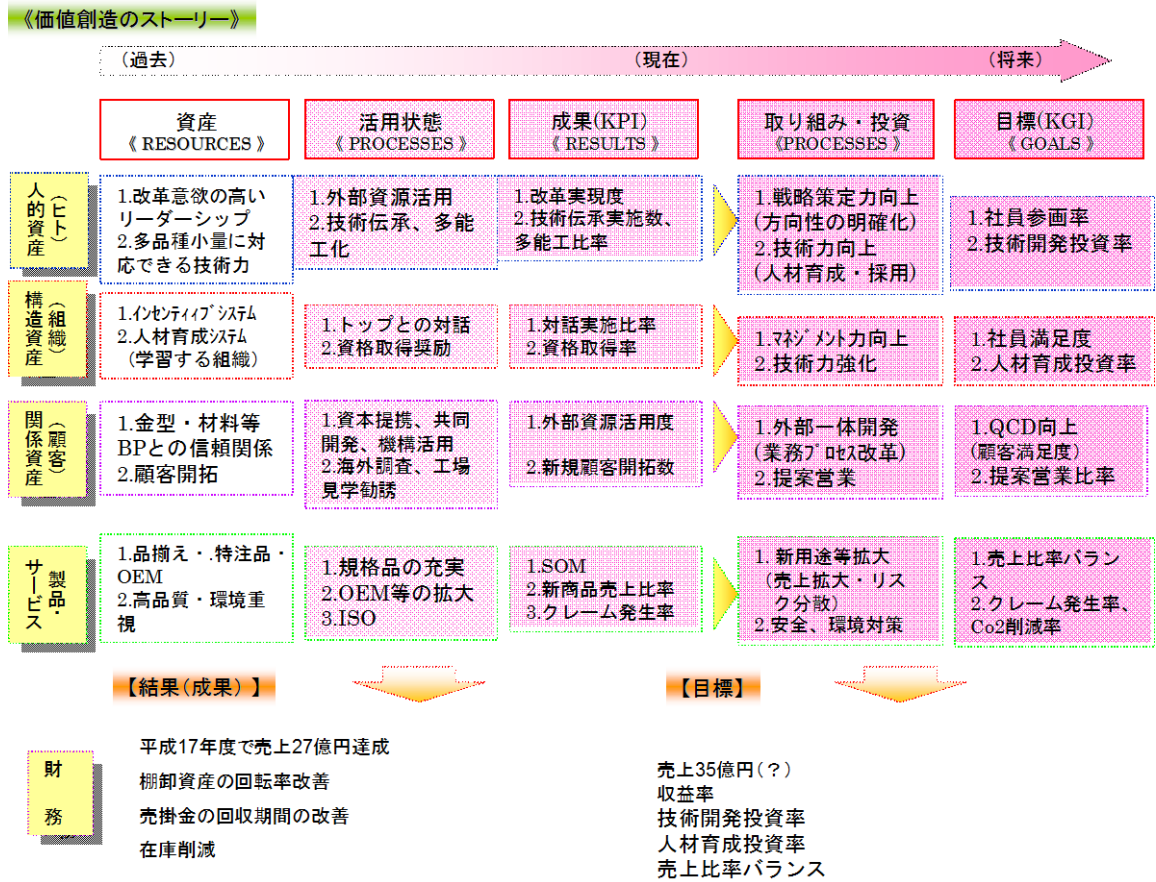 《価値創造のストーリー》
(過去)
(現在)
(将来)
資産
《 RESOURCES 》
活用状態
《 PROCESSES 》
成果(KPI)
《 RESULTS 》
取り組み・投資
《PROCESSES 》
目標(KGI)
《 GOALS 》
人的資産
(ヒト)
1.改革意欲の高い
リーダーシップ
2.多品種小量に対
応できる技術力
1.外部資源活用
2.技術伝承、多能
工化
1.改革実現度
2.技術伝承実施数、
多能工比率
1.戦略策定力向上
(方向性の明確化)
2.技術力向上
(人材育成・採用)
1.社員参画率
2.技術開発投資率
構造資産
(組織)
1.インセンティィブシステム
2.人材育成システム
(学習する組織)
1.トップとの対話
2.資格取得奨励
1.対話実施比率
2.資格取得率
1.マネジメント力向上
2.技術力強化
1.社員満足度
2.人材育成投資率
関係資産
(顧客)
1.金型・材料等
BPとの信頼関係
2.顧客開拓
1.資本提携、共同
開発、機構活用
2.海外調査、工場
見学勧誘
1.外部資源活用度
2.新規顧客開拓数
1.外部一体開発
(業務プロセス改革)
2.提案営業
1.QCD向上
(顧客満足度)
2.提案営業比率
製品・
サービス
1.品揃え・.特注品・
OEM
2.高品質・環境重
視
1.規格品の充実
2.OEM等の拡大
3.ISO
1.SOM
2.新商品売上比率
3.クレーム発生率
1. 新用途等拡大
(売上拡大・リス
ク分散)
2.安全、環境対策
1.売上比率バラン
ス
2.クレーム発生率、
Co2削減率
【結果(成果) 】
【目標】
財
務
平成17年度で売上27億円達成
棚卸資産の回転率改善
売掛金の回収期間の改善
在庫削減
売上35億円(?)
収益率
技術開発投資率
人材育成投資率
売上比率バランス